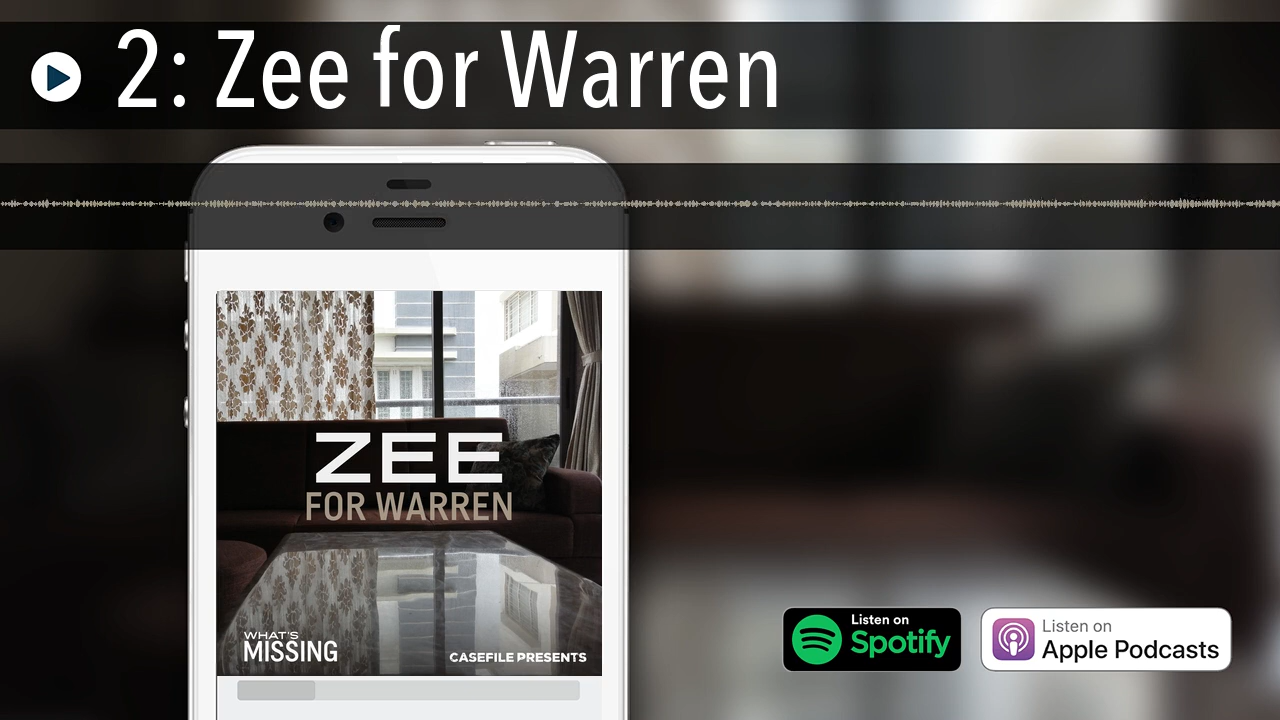 2: Zee for Warren
ZEE
FOR WARREN
WHAT'S
MISSING
CASEFILE PRESENTS
Listen on
Spotify
Listen on
Apple Podcasts